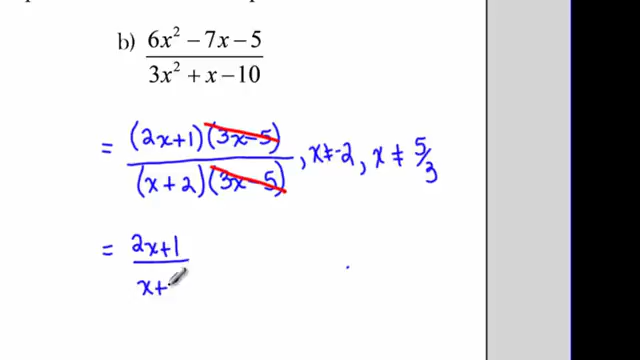 b) 6x² − 7x − 5
3x² + x − 10
= (2x+1)(3x−5)
(x+2)(3x−5) , x ≠ -2, x ≠ 5/3
= 2x+1
x+